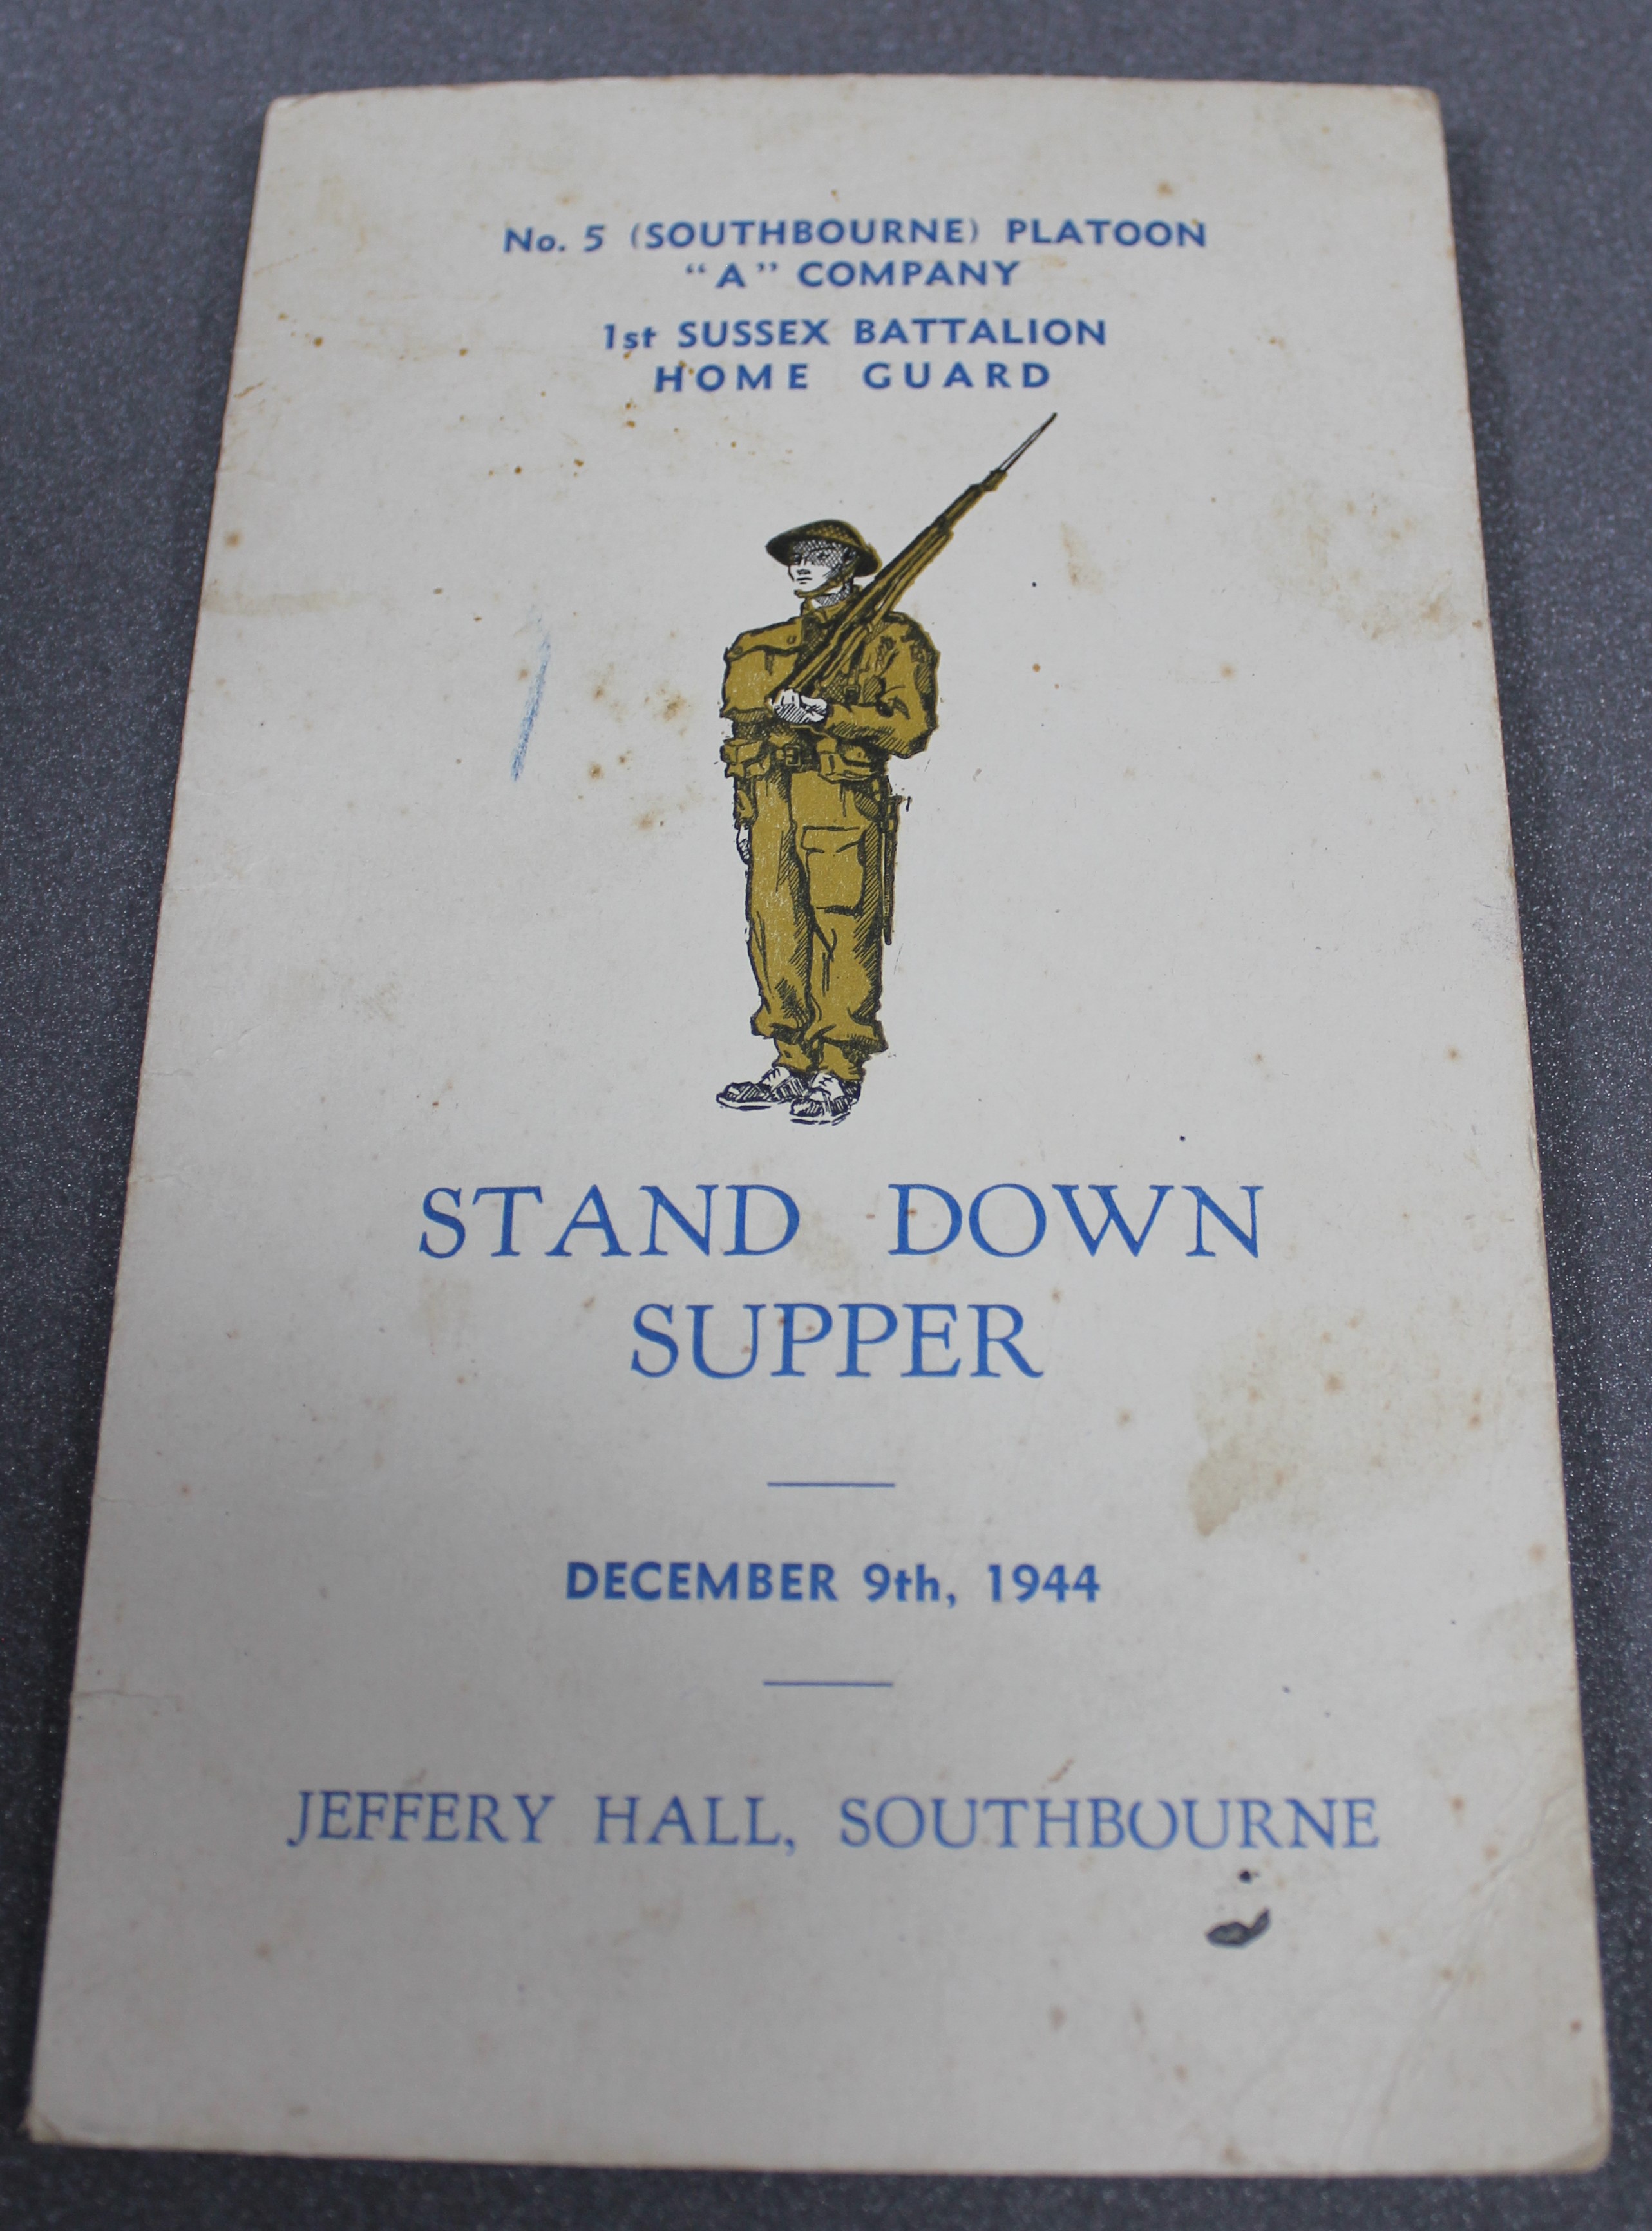 No. 5 (SOUTHBOURNE) PLATOON
“A” COMPANY
1st SUSSEX BATTALION
HOME GUARD
STAND DOWN
SUPPER
DECEMBER 9th, 1944
JEFFERY HALL, SOUTHBOURNE